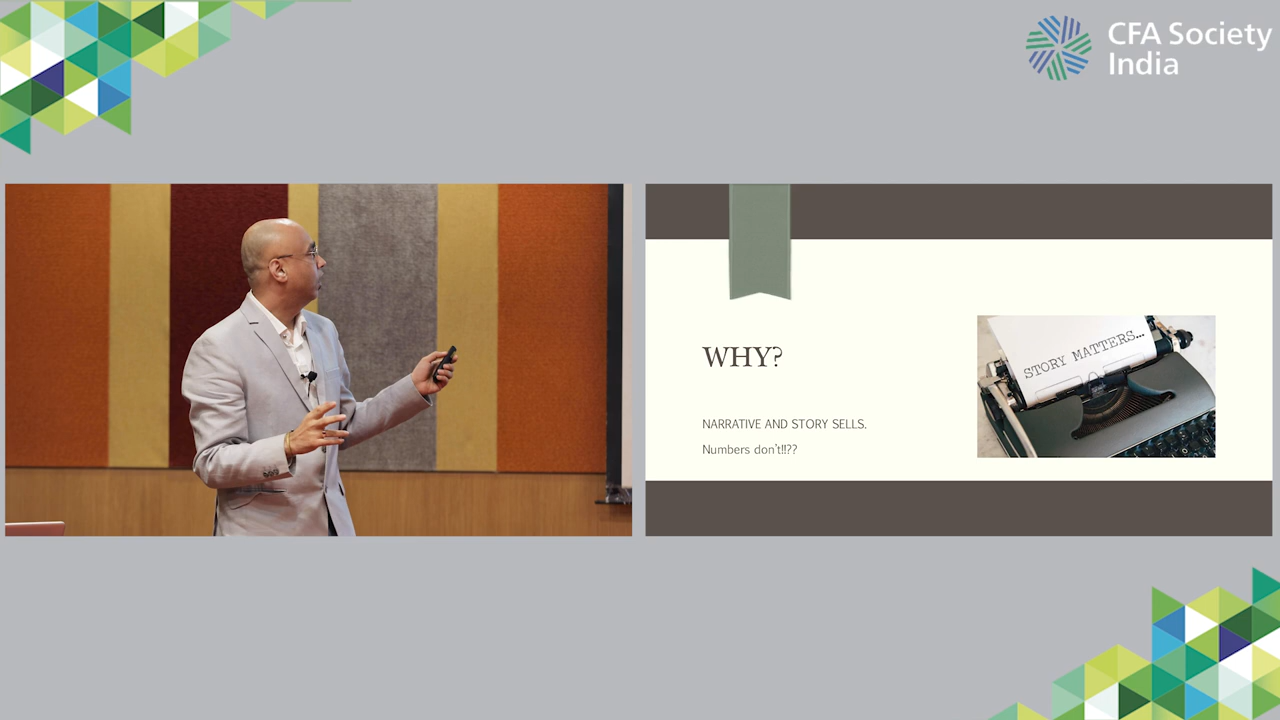 CFA Society
India
WHY?
NARRATIVE AND STORY SELLS.
Numbers don't!!??
STORY MATTERS...